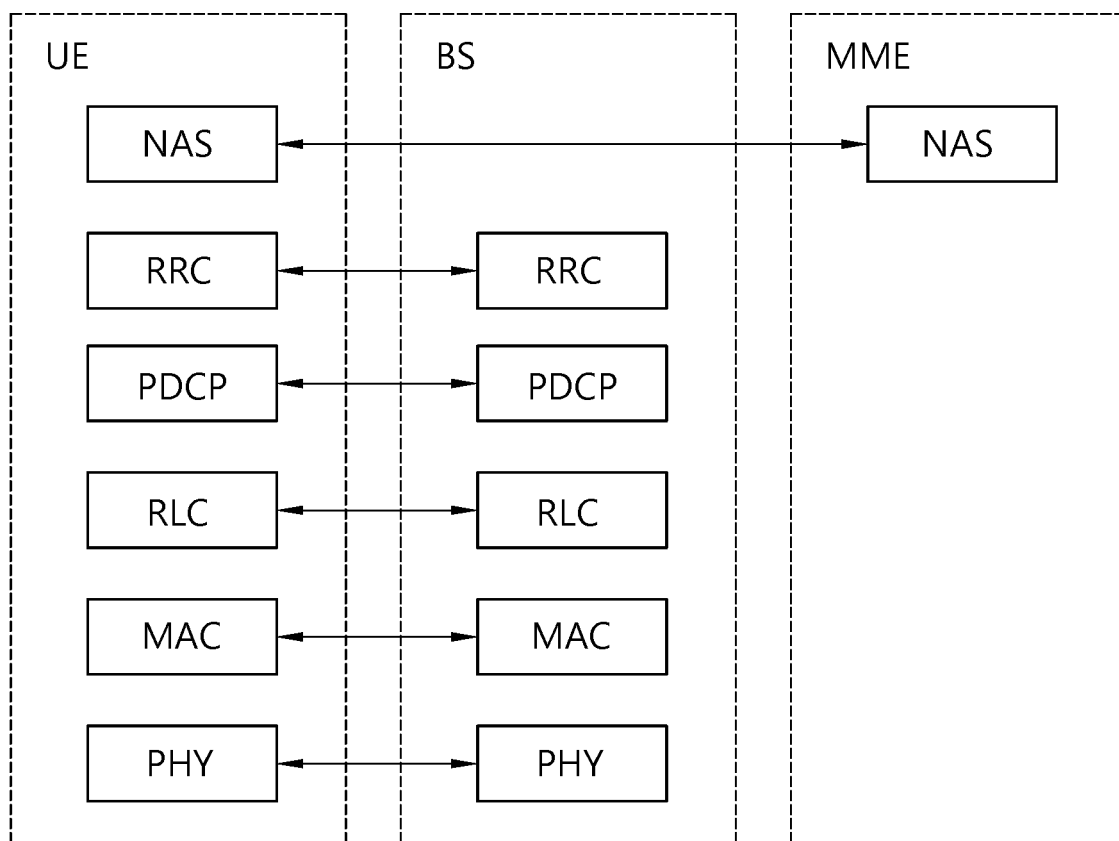 UE BS MME
NAS NAS
RRC RRC
PDCP PDCP
RLC RLC
MAC MAC
PHY PHY